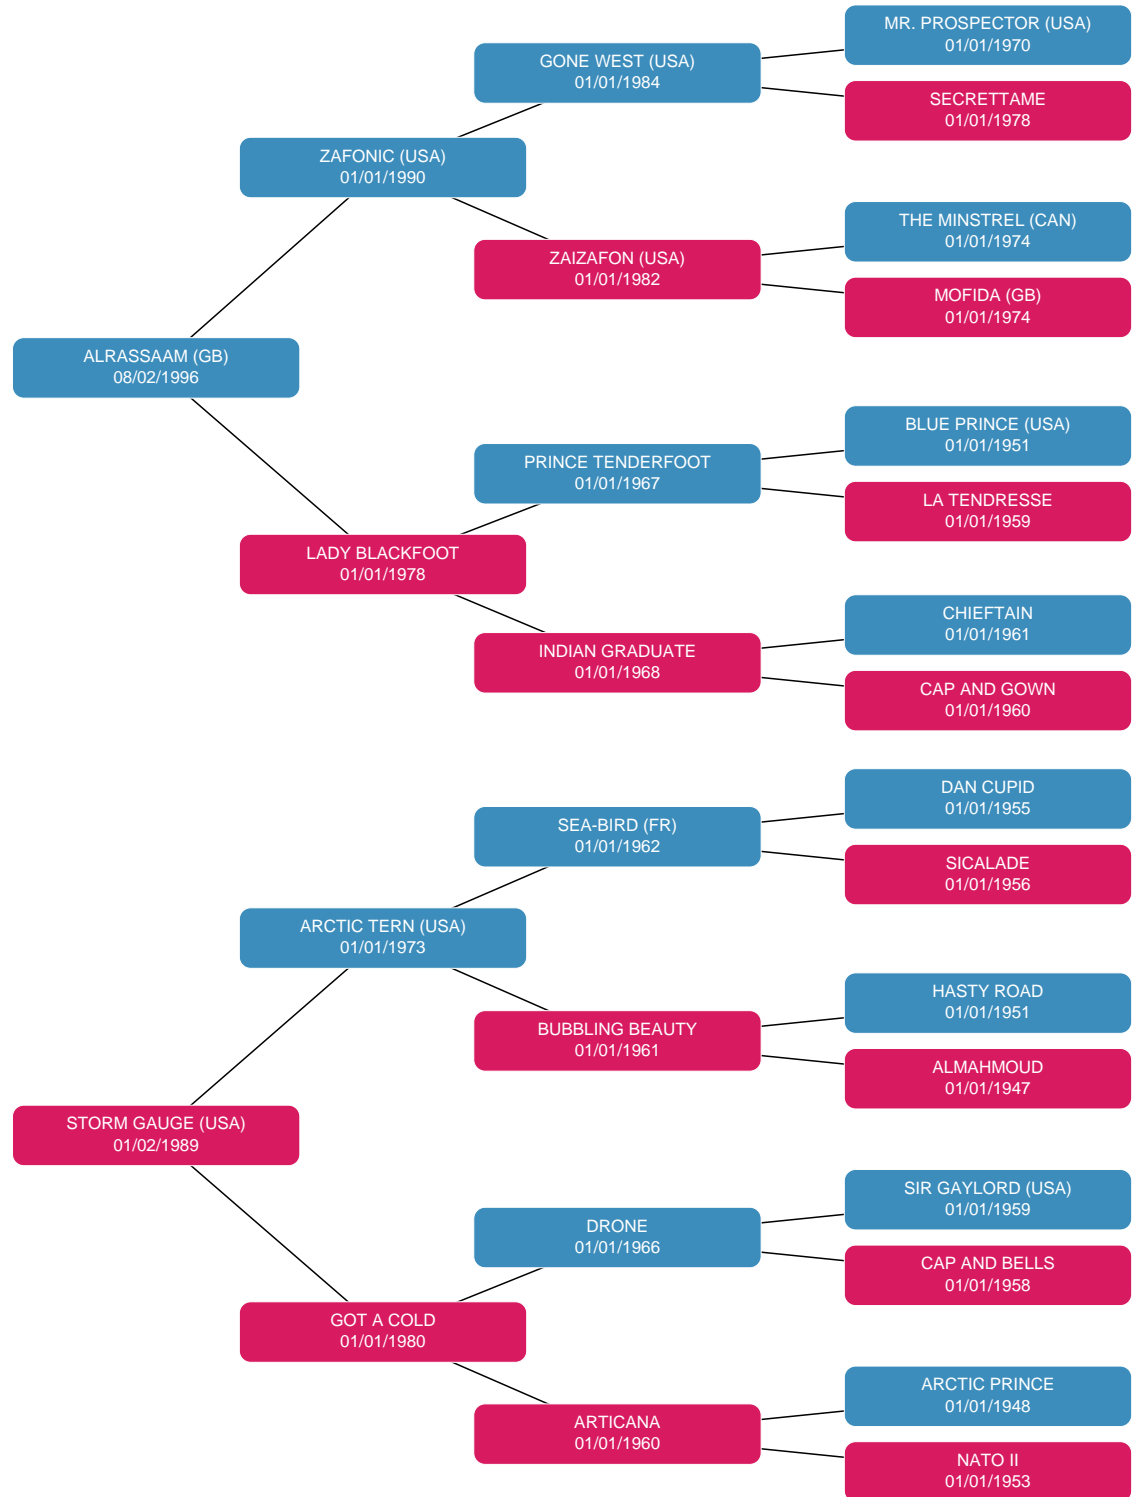 MR. PROSPECTOR (USA)
01/01/1970
GONE WEST (USA)
01/01/1984
SECRETTAME
01/01/1978
ZAFONIC (USA)
01/01/1990
THE MINSTREL (CAN)
01/01/1974
ZAIZAFON (USA)
01/01/1982
MOFIDA (GB)
01/01/1974
ALRASSAAM (GB)
08/02/1996
BLUE PRINCE (USA)
01/01/1951
PRINCE TENDERFOOT
01/01/1967
LA TENDRESSE
01/01/1959
LADY BLACKFOOT
01/01/1978
CHIEFTAIN
01/01/1961
INDIAN GRADUATE
01/01/1968
CAP AND GOWN
01/01/1960
DAN CUPID
01/01/1955
SEA-BIRD (FR)
01/01/1962
SICALADE
01/01/1956
ARCTIC TERN (USA)
01/01/1973
HASTY ROAD
01/01/1951
BUBBLING BEAUTY
01/01/1961
ALMAHMOUD
01/01/1947
STORM GAUGE (USA)
01/02/1989
SIR GAYLORD (USA)
01/01/1959
DRONE
01/01/1966
CAP AND BELLS
01/01/1958
GOT A COLD
01/01/1980
ARCTIC PRINCE
01/01/1948
ARTICANA
01/01/1960
NATO II
01/01/1953